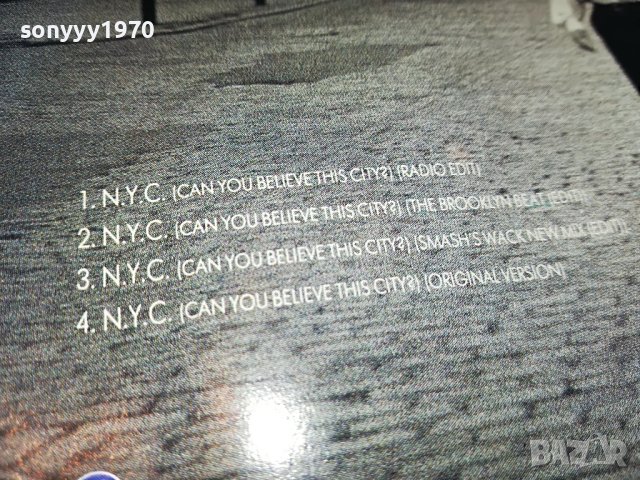 sonyyy1970
1. N.Y.C. (CAN YOU BELIEVE THIS CITY?) (RADIO EDIT)
2. N.Y.C. (CAN YOU BELIEVE THIS CITY?) (THE BROOKLYN BEAT (EDIT))
3. N.Y.C. (CAN YOU BELIEVE THIS CITY?) (SMASH'S WACK NEW MIX (EDIT))
4. N.Y.C. (CAN YOU BELIEVE THIS CITY?) (ORIGINAL VERSION)
BAZAR